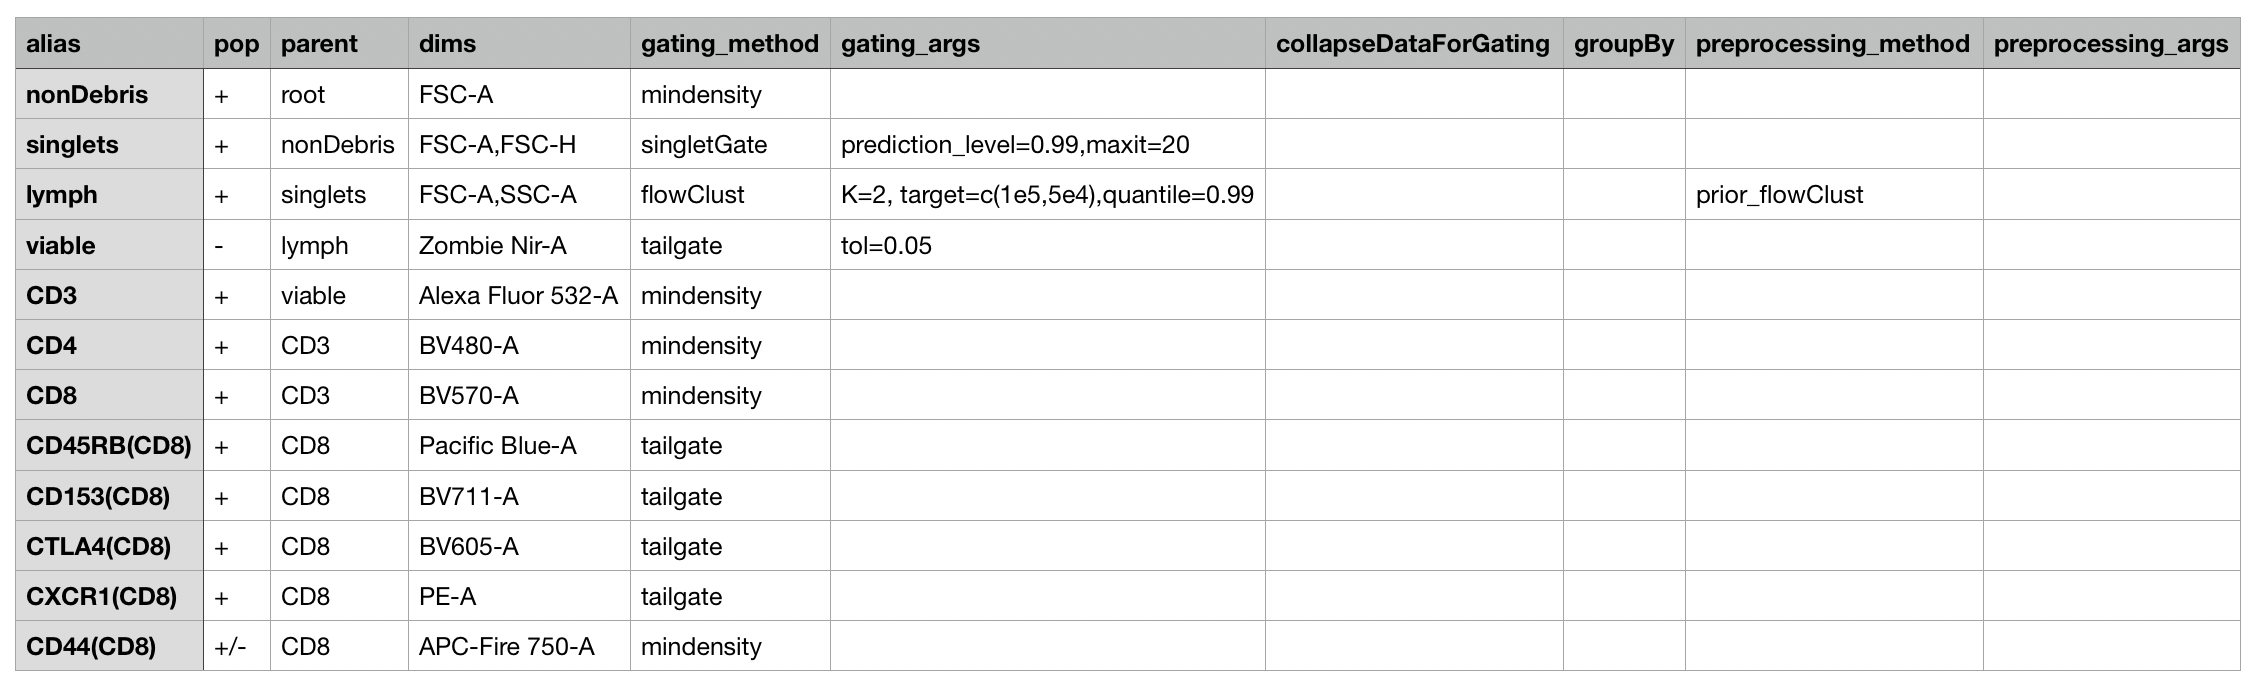 alias pop parent dims gating_method gating_args collapseDataForGating groupBy preprocessing_method preprocessing_args
nonDebris + root FSC-A mindensity
singlets + nonDebris FSC-A,FSC-H singletGate prediction_level=0.99,maxit=20
lymph + singlets FSC-A,SSC-A flowClust K=2, target=c(1e5,5e4),quantile=0.99 prior_flowClust
viable - lymph Zombie Nir-A tailgate tol=0.05
CD3 + viable Alexa Fluor 532-A mindensity
CD4 + CD3 BV480-A mindensity
CD8 + CD3 BV570-A mindensity
CD45RB(CD8) + CD8 Pacific Blue-A tailgate
CD153(CD8) + CD8 BV711-A tailgate
CTLA4(CD8) + CD8 BV605-A tailgate
CXCR1(CD8) + CD8 PE-A tailgate
CD44(CD8) +/- CD8 APC-Fire 750-A mindensity